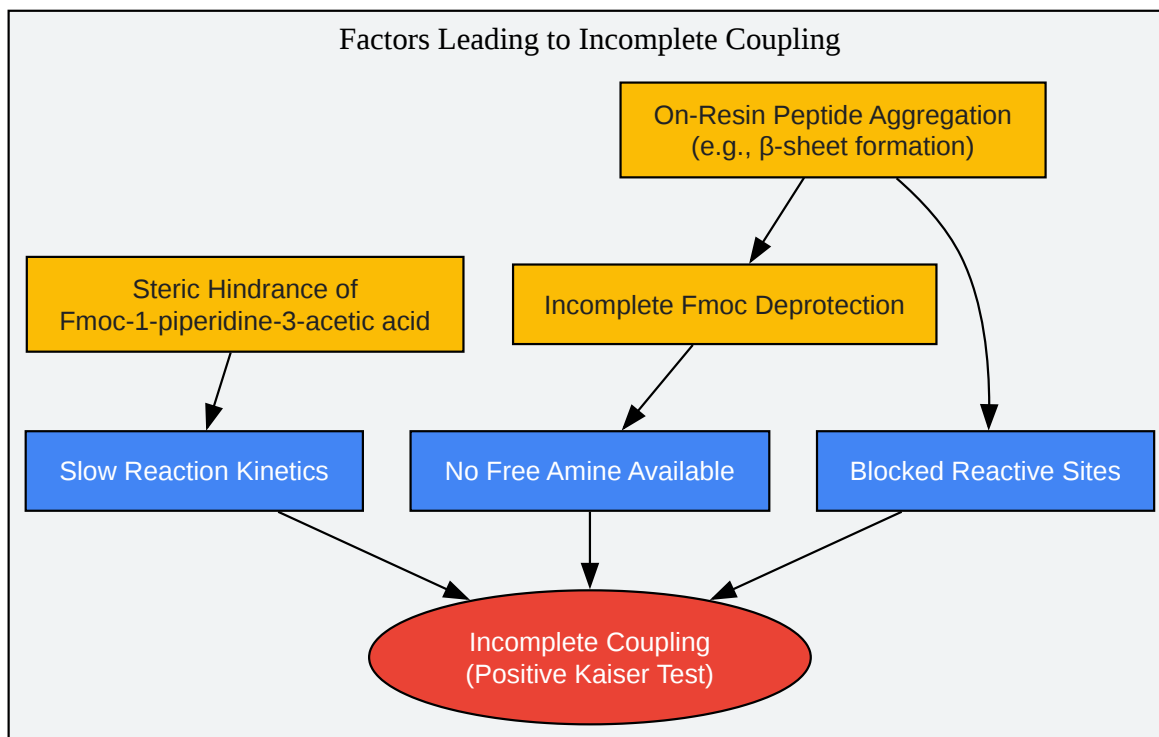 Factors Leading to Incomplete Coupling
On-Resin Peptide Aggregation
(e.g., β-sheet formation)
Steric Hindrance of
Fmoc-1-piperidine-3-acetic acid
Incomplete Fmoc Deprotection
Slow Reaction Kinetics
No Free Amine Available
Blocked Reactive Sites
Incomplete Coupling
(Positive Kaiser Test)